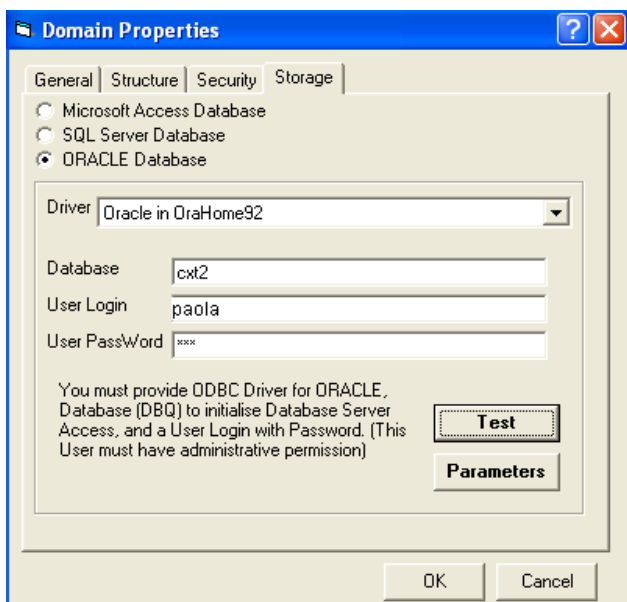 Domain Properties
General Structure Security Storage
Microsoft Access Database
SQL Server Database
ORACLE Database
Driver Oracle in OraHome92
Database cxt2
User Login paola
User PassWord ×××
You must provide ODBC Driver for ORACLE,
Database (DBQ) to initialise Database Server
Access, and a User Login with Password. (This
User must have administrative permission)
Test
Parameters
OK Cancel